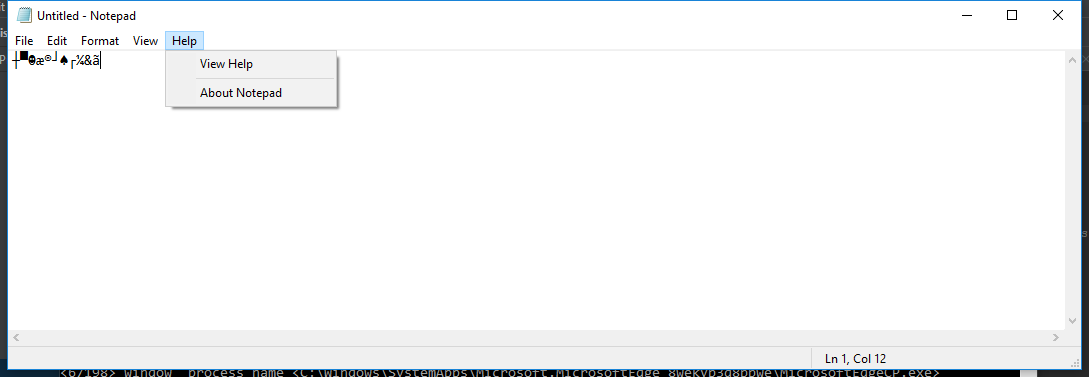 Untitled - Notepad
File Edit Format View Help
┼▀☻æ®┘♠┌¼&ã
View Help
About Notepad
Ln 1, Col 12
<6/198> window process name <C:\Windows\SystemApps\Microsoft.MicrosoftEdge_8wekyb3d8bbwe\MicrosoftEdgeCP.exe>